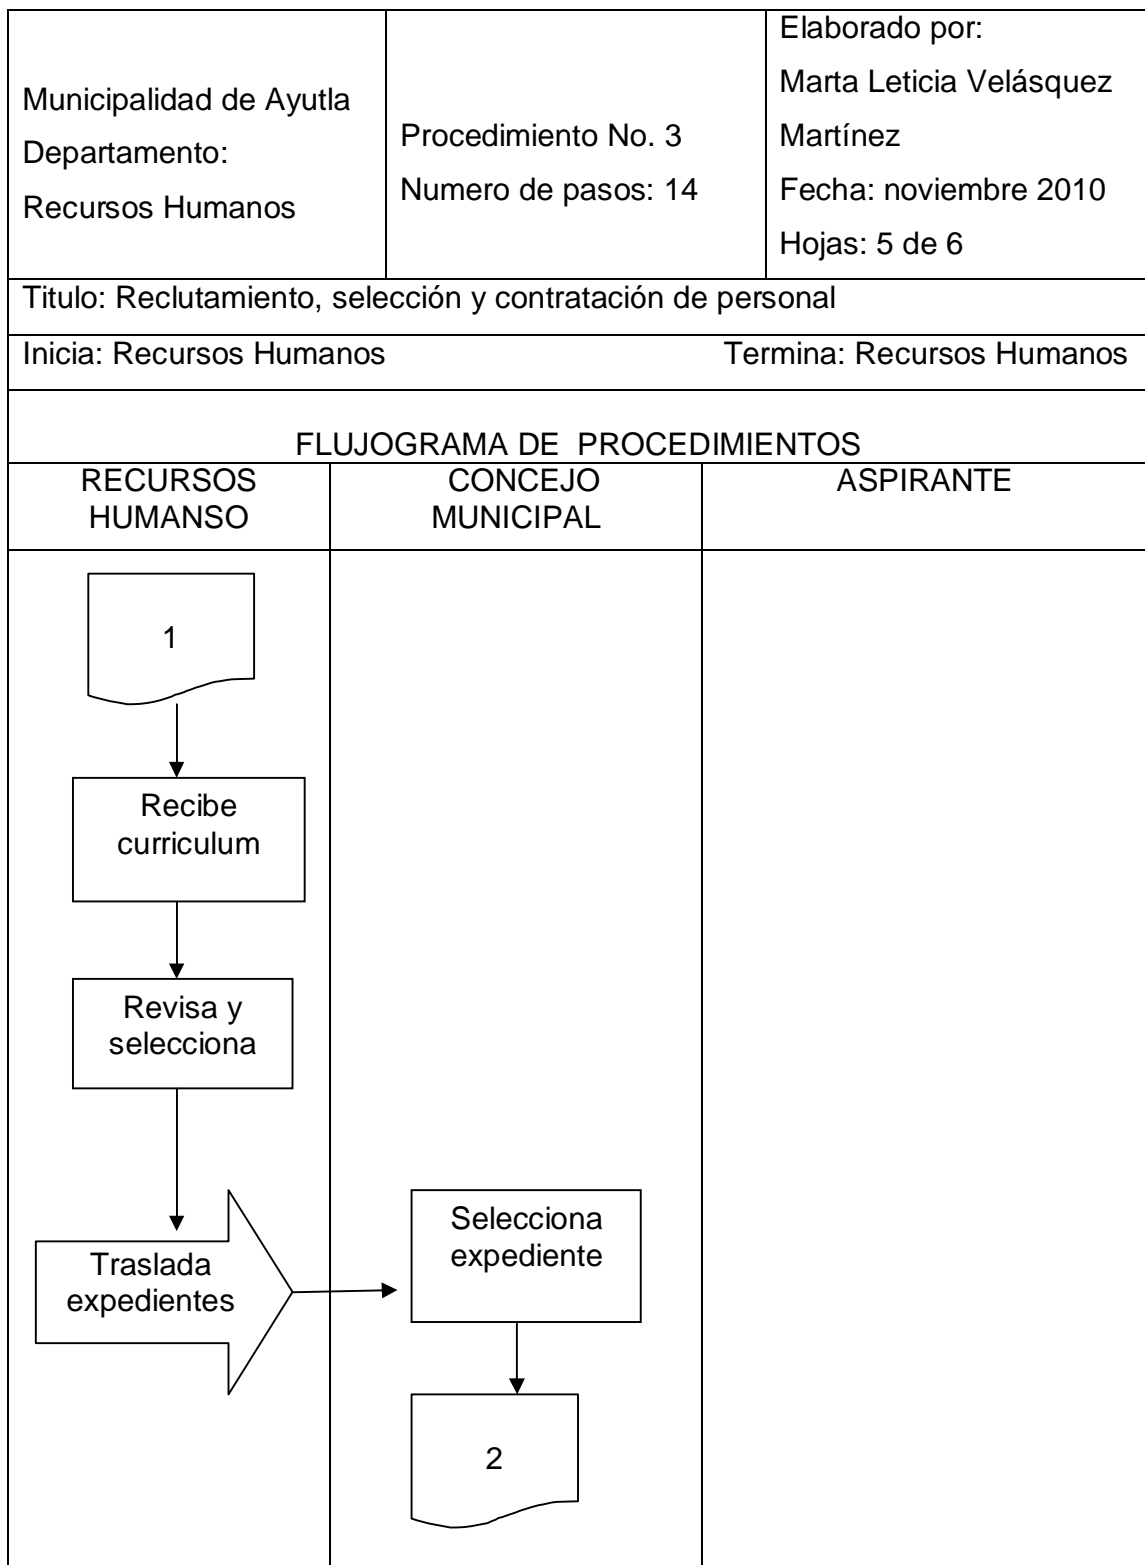 Municipalidad de Ayutla
Departamento:
Recursos Humanos
Procedimiento No. 3
Numero de pasos: 14
Elaborado por:
Marta Leticia Velásquez
Martínez
Fecha: noviembre 2010
Hojas: 5 de 6
Titulo: Reclutamiento, selección y contratación de personal
Inicia: Recursos Humanos Termina: Recursos Humanos
FLUJOGRAMA DE PROCEDIMIENTOS
RECURSOS
HUMANSO
CONCEJO
MUNICIPAL
ASPIRANTE
1
Recibe
curriculum
Revisa y
selecciona
Traslada
expedientes
Selecciona
expediente
2